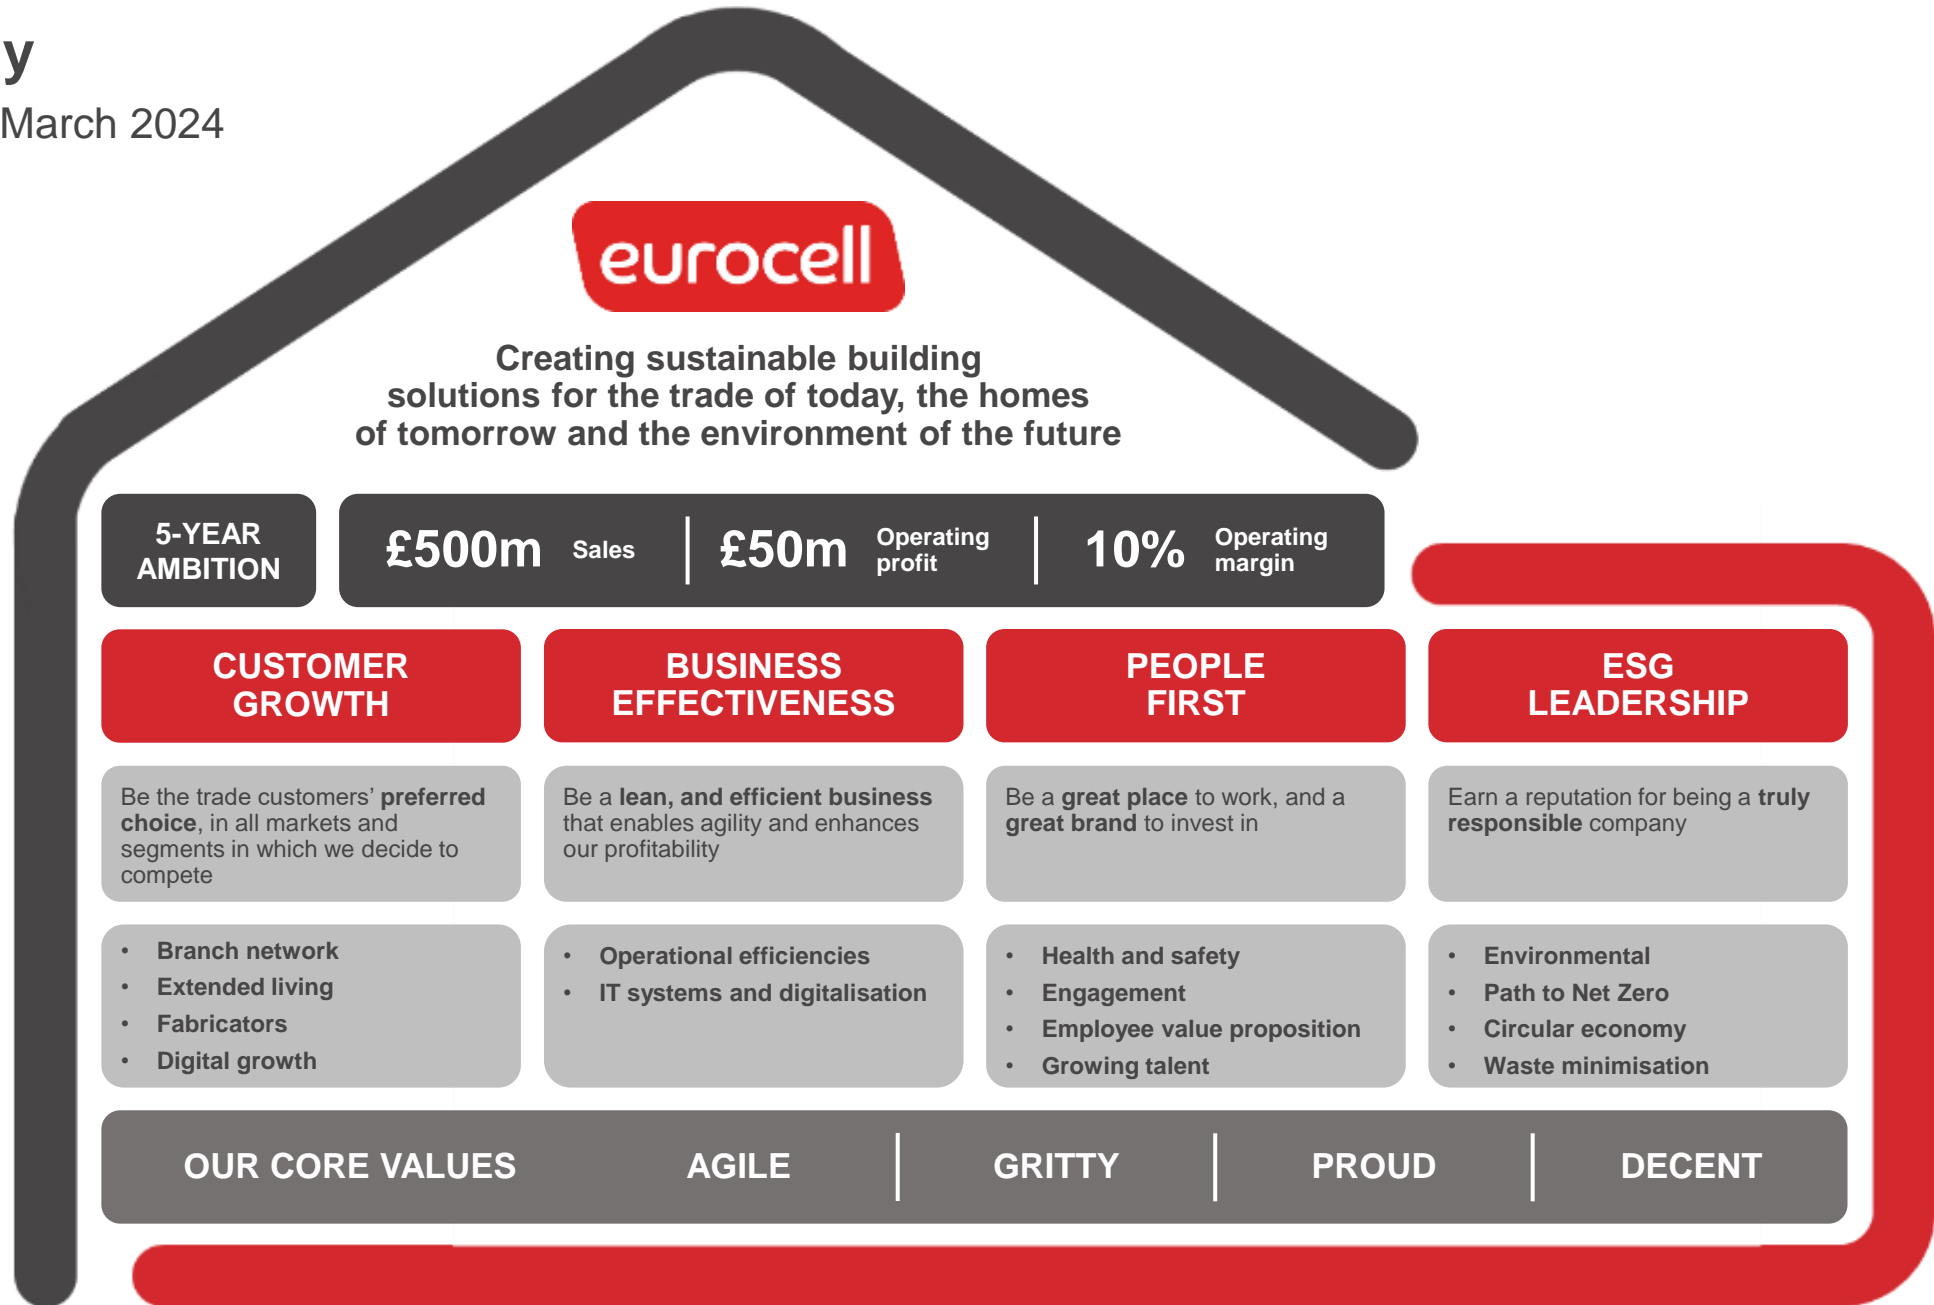 y
March 2024
eurocell
Creating sustainable building
solutions for the trade of today, the homes
of tomorrow and the environment of the future
5-YEAR
AMBITION
£500m Sales
£50m Operating
profit
10% Operating
margin
CUSTOMER
GROWTH
BUSINESS
EFFECTIVENESS
PEOPLE
FIRST
ESG
LEADERSHIP
Be the trade customers’ preferred
choice, in all markets and
segments in which we decide to
compete
Be a lean, and efficient business
that enables agility and enhances
our profitability
Be a great place to work, and a
great brand to invest in
Earn a reputation for being a truly
responsible company
• Branch network
• Extended living
• Fabricators
• Digital growth
• Operational efficiencies
• IT systems and digitalisation
• Health and safety
• Engagement
• Employee value proposition
• Growing talent
• Environmental
• Path to Net Zero
• Circular economy
• Waste minimisation
OUR CORE VALUES AGILE GRITTY PROUD DECENT